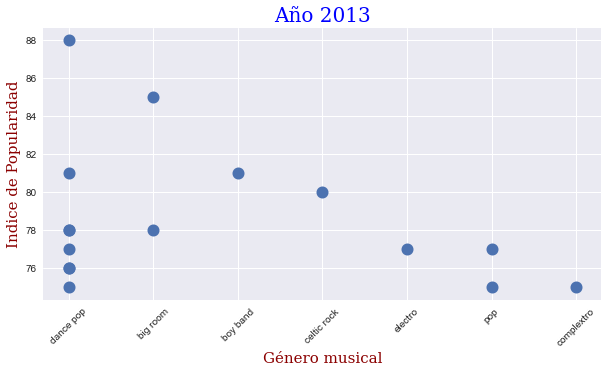 Año 2013
Indice de Popularidad
88
86
84
82
80
78
76
dance pop
big room
boy band
celtic rock
electro
pop
complextro
Género musical